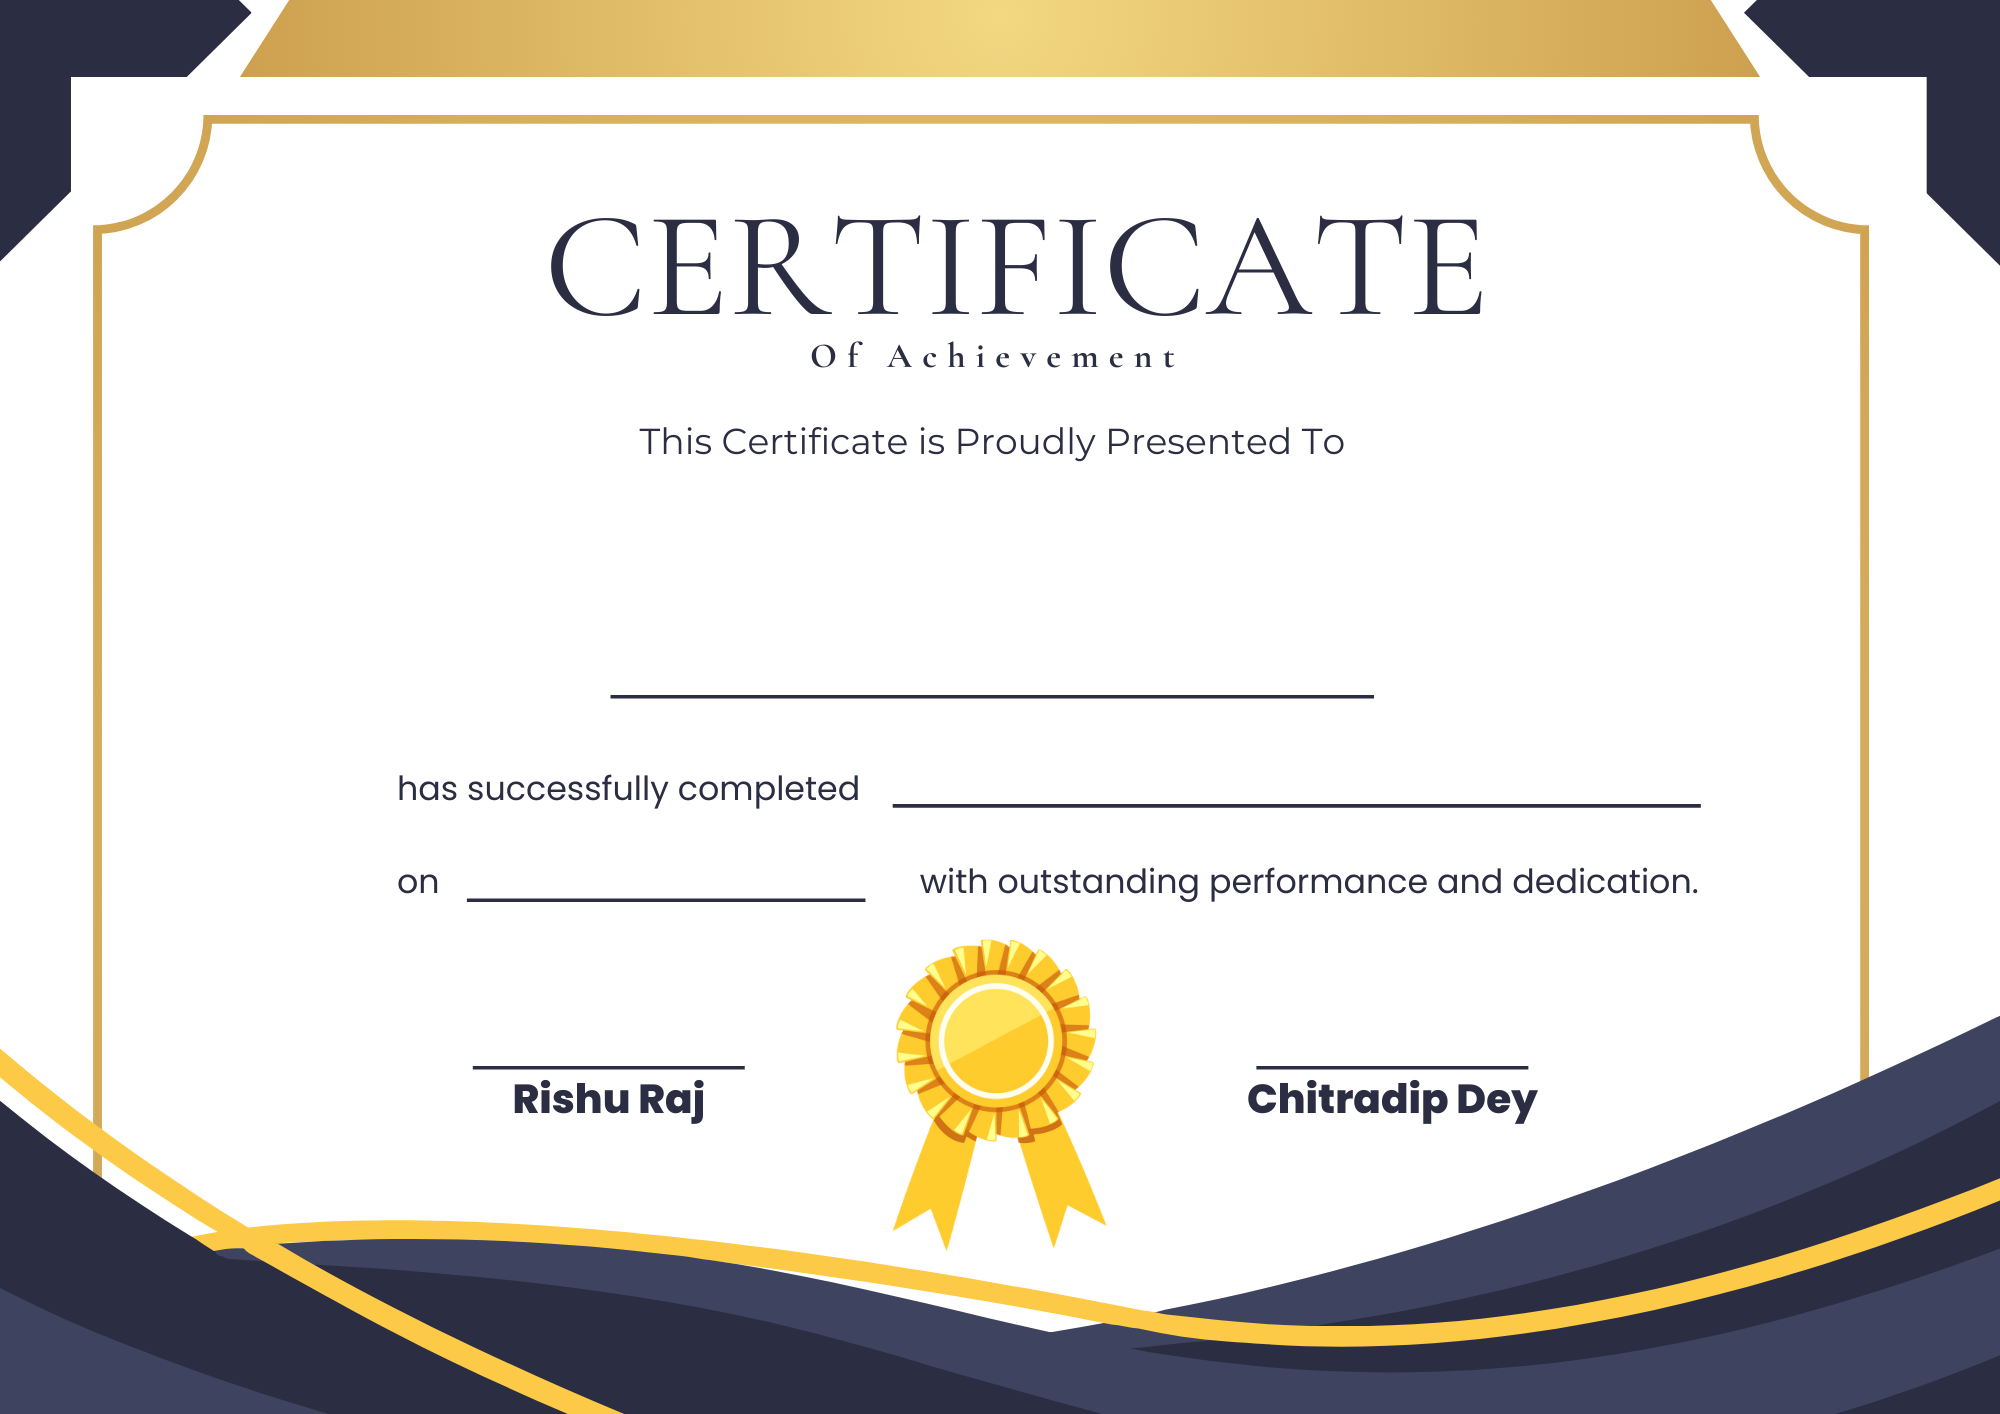 CERTIFICATE
Of Achievement
This Certificate is Proudly Presented To
has successfully completed
on with outstanding performance and dedication.
Rishu Raj Chitradip Dey